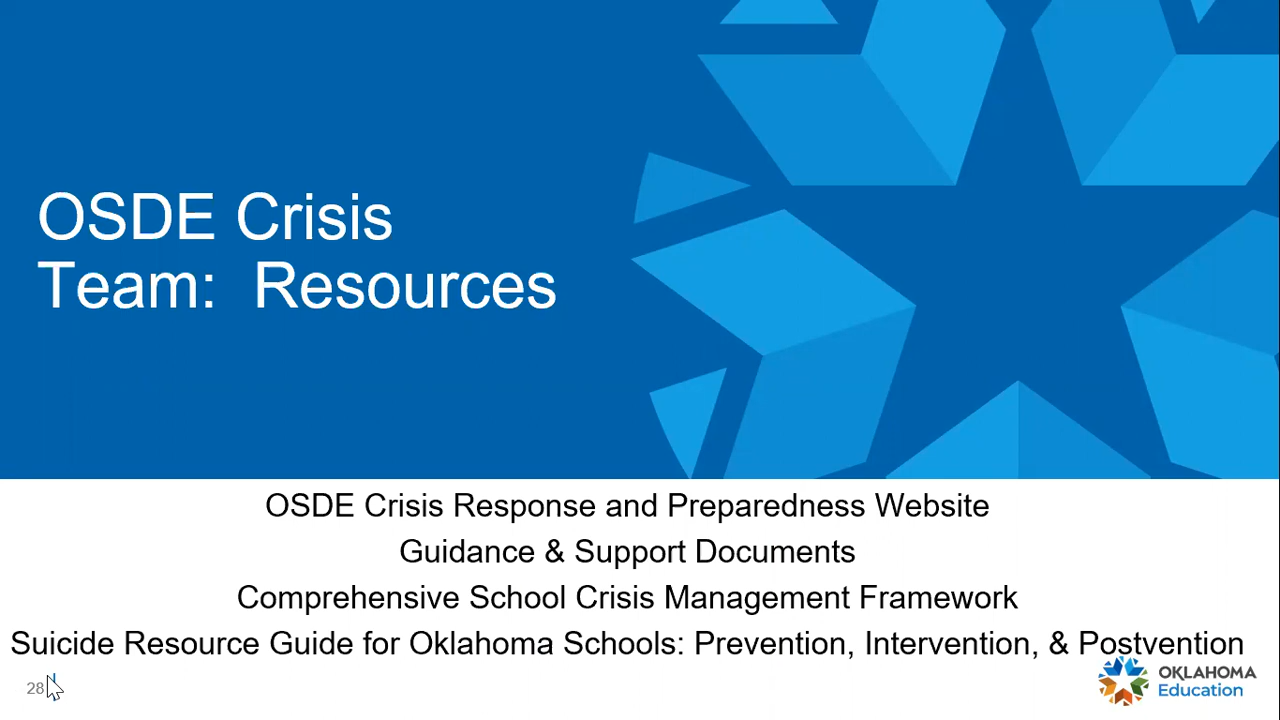 OSDE Crisis
Team: Resources
OSDE Crisis Response and Preparedness Website
Guidance & Support Documents
Comprehensive School Crisis Management Framework
Suicide Resource Guide for Oklahoma Schools: Prevention, Intervention, & Postvention
28
OKLAHOMA
Education